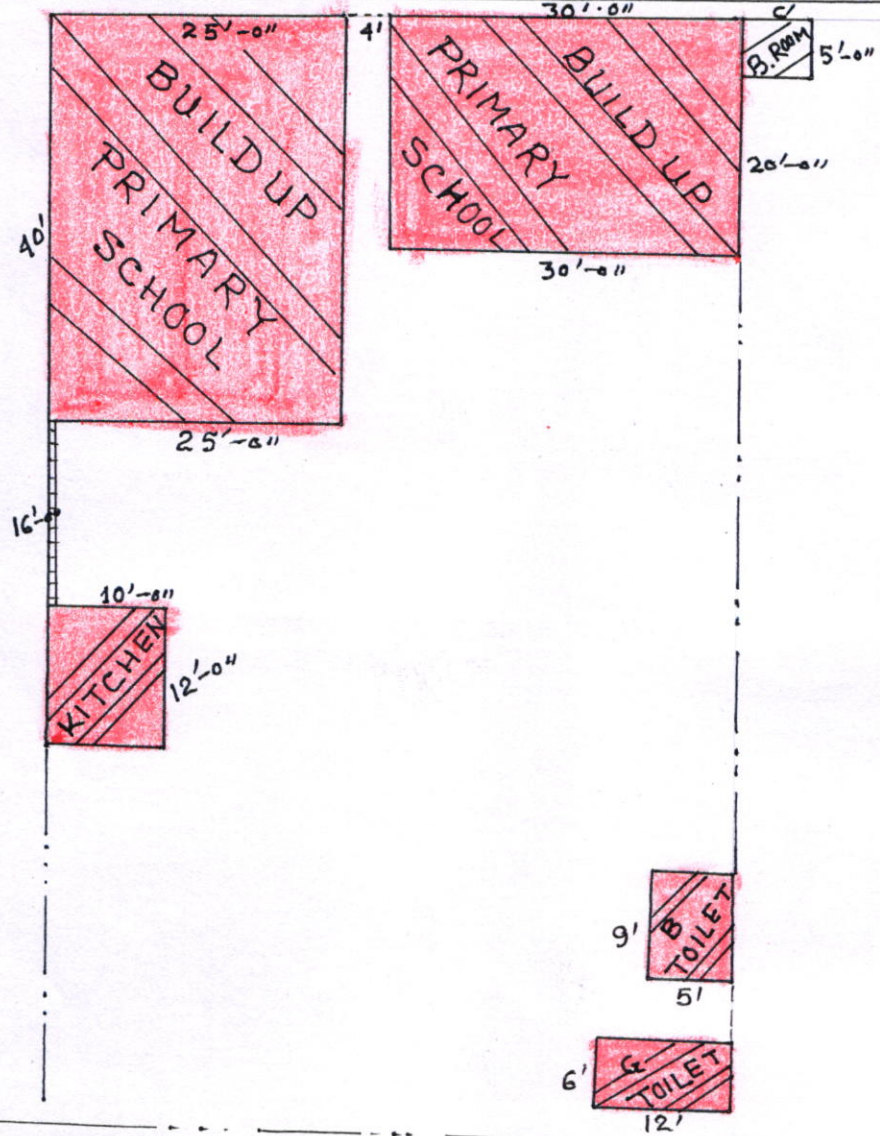 25'-0"
BUILD UP
PRIMARY
SCHOOL
40'
25'-0"
4'
30'-0"
BUILD UP
PRIMARY
SCHOOL
30'-0"
20'-0"
B.ROOM
5'-0"
16'-0"
10'-0"
KITCHEN
12'-0"
B
TOILET
9'
5'
G
TOILET
6'
12'